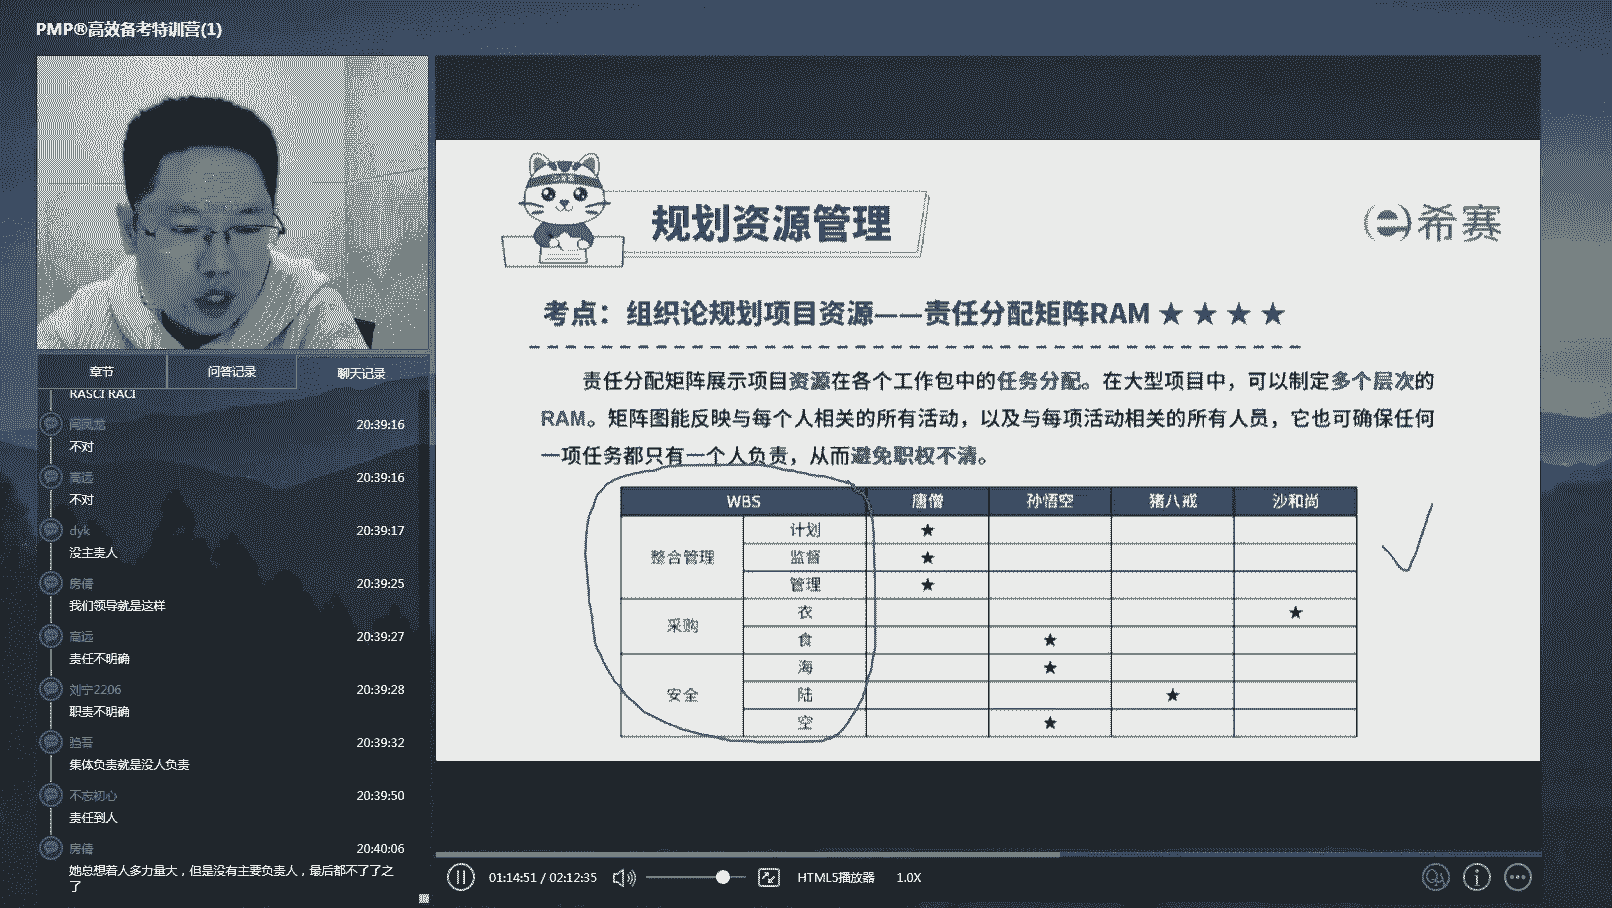 PMP®高效备考特训营(1)
章节
问答记录
聊天记录
RASCI RACI
闫凤龙 20:39:16
不对
高远 20:39:16
不对
dyk 20:39:17
没主责人
房倩 20:39:25
我们领导就是这样
高远 20:39:27
责任不明确
刘宁2206 20:39:28
职责不明确
20:39:32
集体负责就是没人负责
不忘初心 20:39:50
责任到人
房倩 20:40:06
她总想着人多力量大，但是没有主要负责人，最后都不了了之
了
规划资源管理
希赛
考点：组织论规划项目资源——责任分配矩阵RAM ★ ★ ★ ★
责任分配矩阵展示项目资源在各个工作包中的任务分配。在大型项目中，可以制定多个层次的
RAM。矩阵图能反映与每个人相关的所有活动，以及与每项活动相关的所有人员，它也可确保任何
一项任务都只有一个人负责，从而避免职权不清。
WBS 唐僧 孙悟空 猪八戒 沙和尚
整合管理 计划 ★
监督 ★
管理 ★
采购 衣 ★
食 ★
安全 海 ★
陆 ★
空 ★
01:14:51 / 02:12:35 HTML5播放器 1.0X